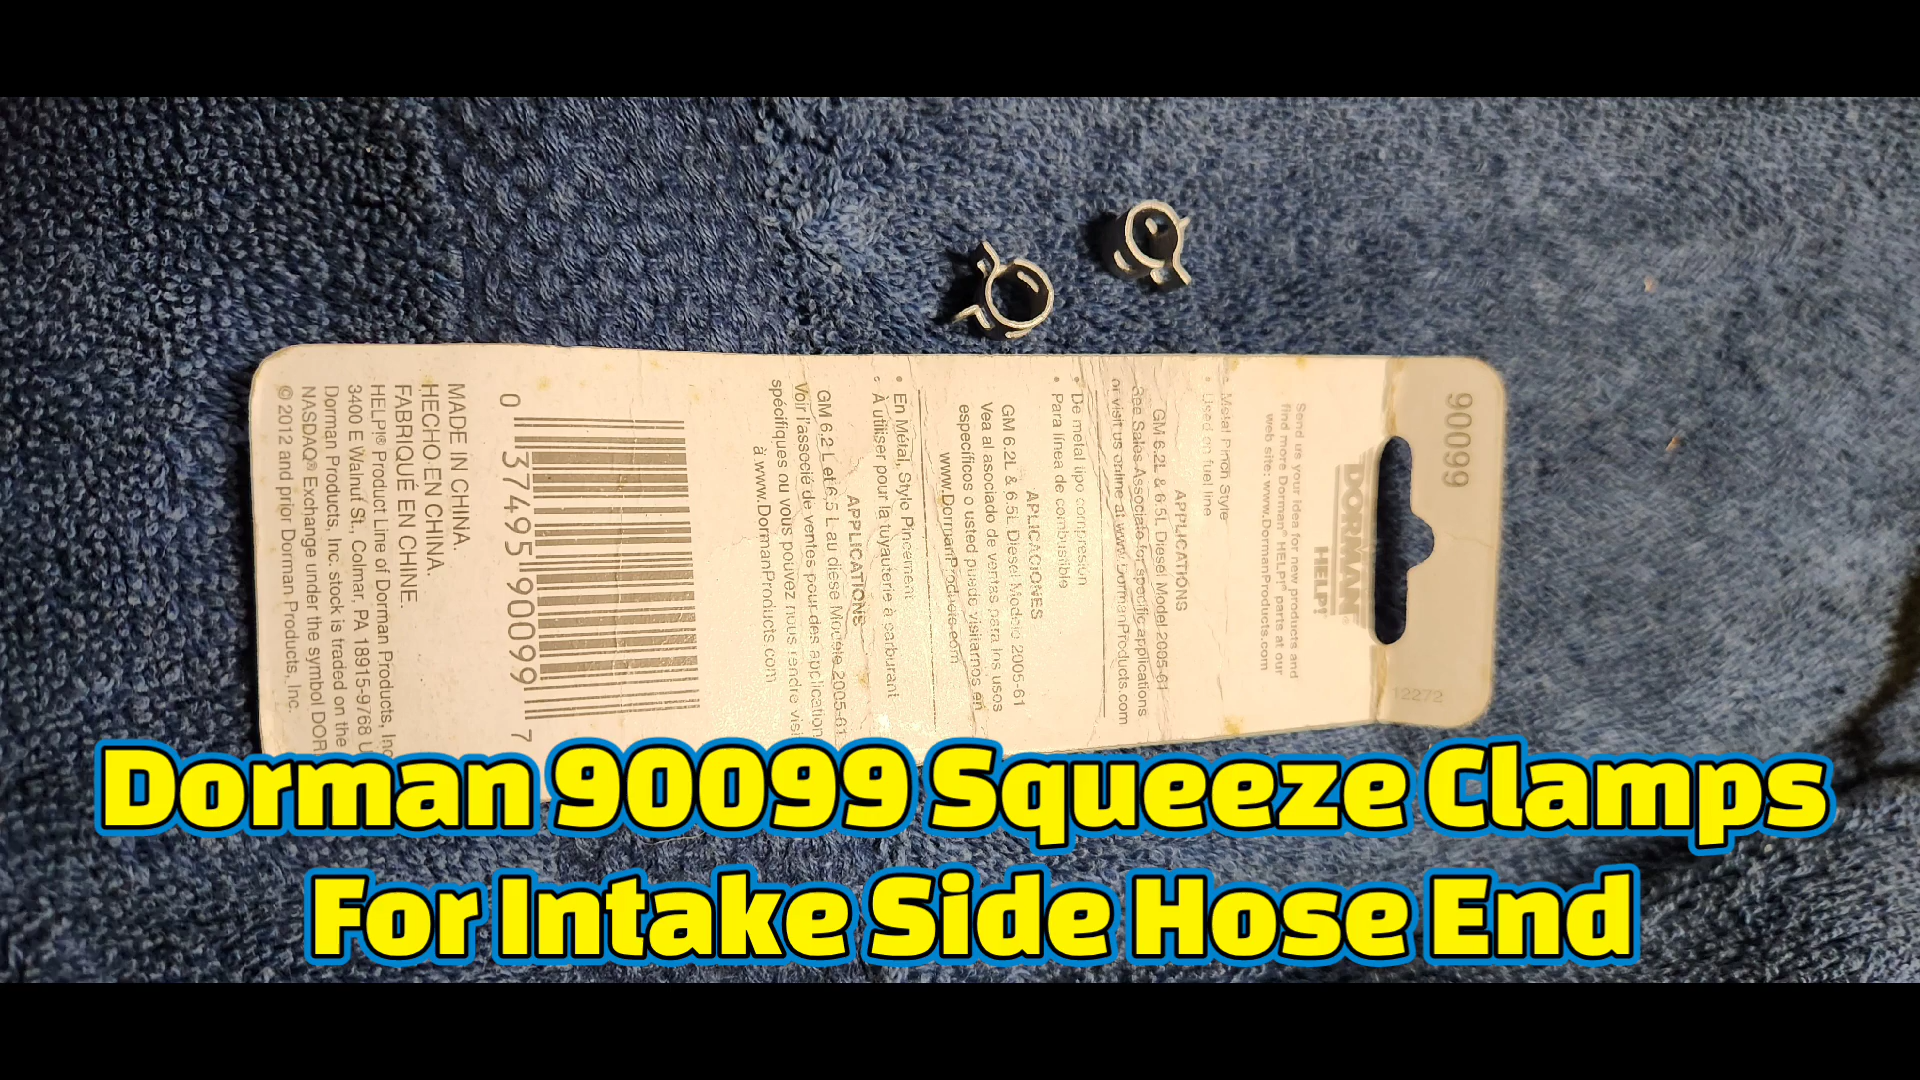 90099
12272
DORMAN®
HELP!
Send us your idea for new products and
find more Dorman® HELP!® parts at our
web site: www.DormanProducts.com
• Metal Pinch Style
• Used on fuel line
APPLICATIONS
GM 6.2L & 6.5L Diesel Model 2005-61
See Sales Associate for specific applications
or visit us online at www.DormanProducts.com
• De metal tipo compresion
• Para línea de combustible
APLICACIONES
GM 6.2L & 6.5L Diesel Modelo 2005-61
Vea al asociado de ventas para los usos
específicos o usted puede visitarnos en
www.DormanProducts.com
• En Métal, Style Pincement
• À utiliser pour la tuyauterie à carburant
APPLICATIONS
GM 6.2 L et 6.5 L au diese Modèle 2005-61
Voir l'associé de ventes pour des application
spécifiques ou vous pouvez nous rendre visi
à www.DormanProducts.com
0 37495 90099 7
MADE IN CHINA.
HECHO EN CHINA.
FABRIQUÉ EN CHINE.
HELP!® Product Line of Dorman Products, Inc
3400 E Walnut St., Colmar, PA 18915-9768 U
Dorman Products, Inc. stock is traded on the
NASDAQ® Exchange under the symbol DOR
© 2012 and prior Dorman Products, Inc.
Dorman 90099 Squeeze Clamps
For Intake Side Hose End